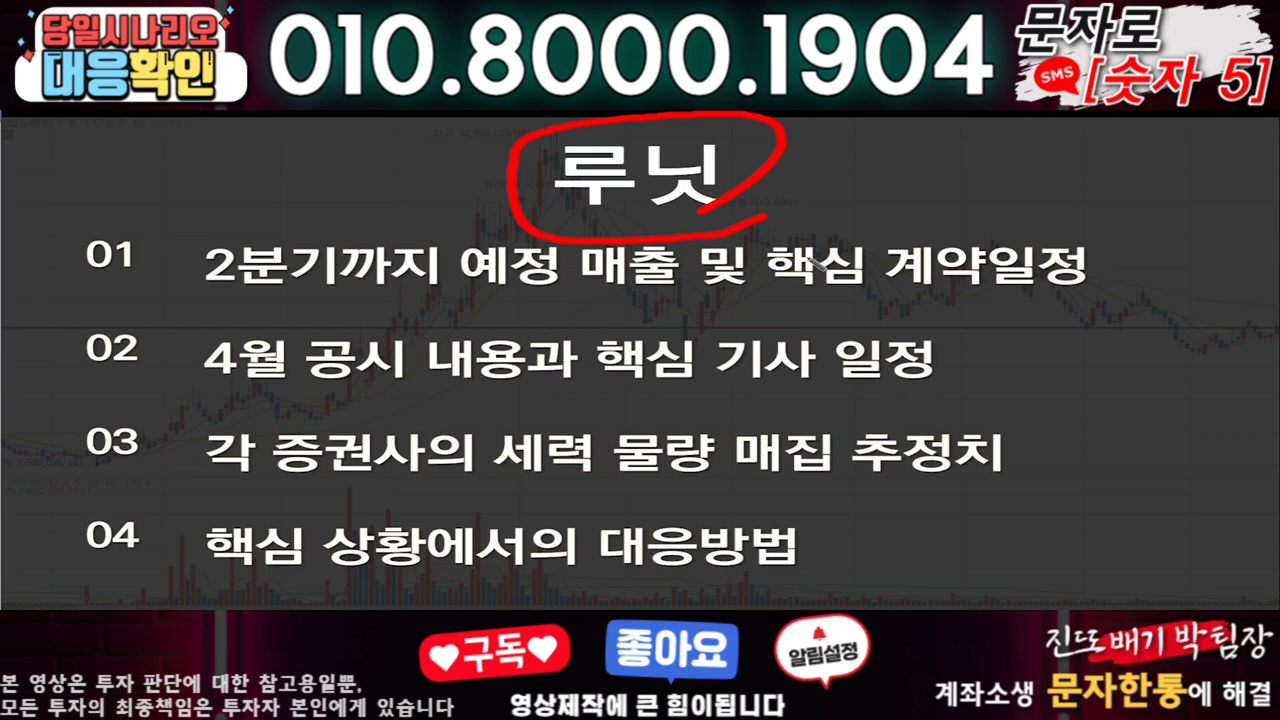 당일시나리오
대응확인
010.8000.1904
문자로
SMS
[숫자 5]
루닛
01 2분기까지 예정 매출 및 핵심 계약일정
02 4월 공시 내용과 핵심 기사 일정
03 각 증권사의 세력 물량 매집 추정치
04 핵심 상황에서의 대응방법
구독
좋아요
알림설정
영상제작에 큰 힘이됩니다
본 영상은 투자 판단에 대한 참고용일뿐,
모든 투자의 최종책임은 투자자 본인에게 있습니다
진또배기 박팀장
계좌소생 문자한통에 해결